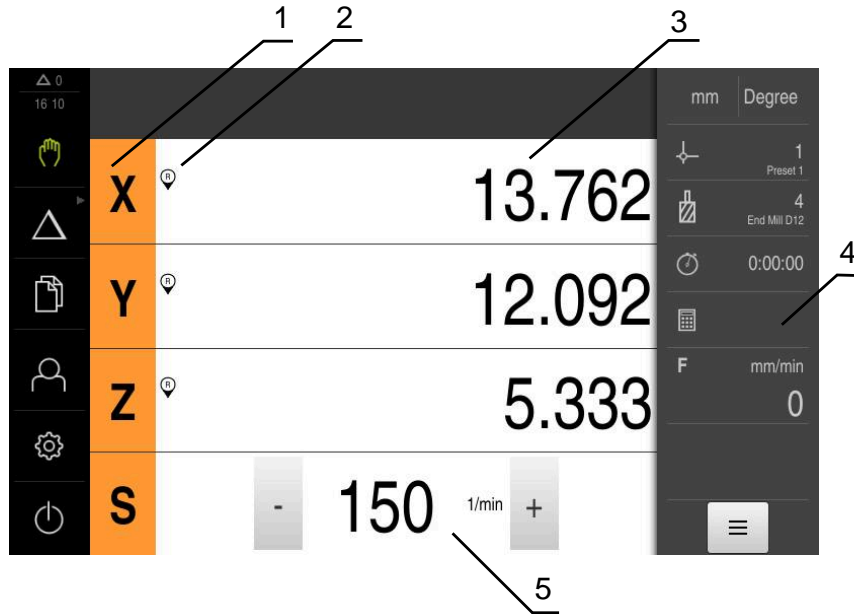 1 2 3
0
16 10
mm Degree
X R 13.762
1
Preset 1
4
End Mill D12
4
Y R 12.092
0:00:00
Z R 5.333
F mm/min
0
S - 150 1/min +
5